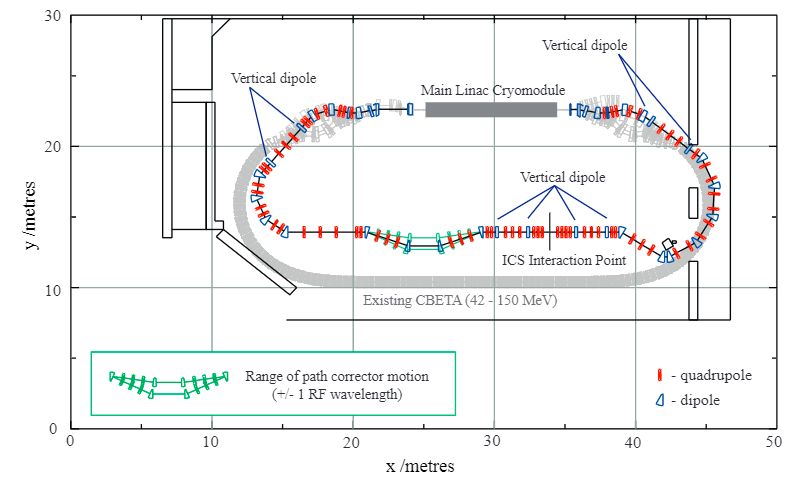 30
20
10
0
y /metres
Vertical dipole
Vertical dipole
Main Linac Cryomodule
Vertical dipole
ICS Interaction Point
Existing CBETA (42 - 150 MeV)
Range of path corrector motion
(+/- 1 RF wavelength)
- quadrupole
- dipole
0
10
20
30
40
50
x /metres